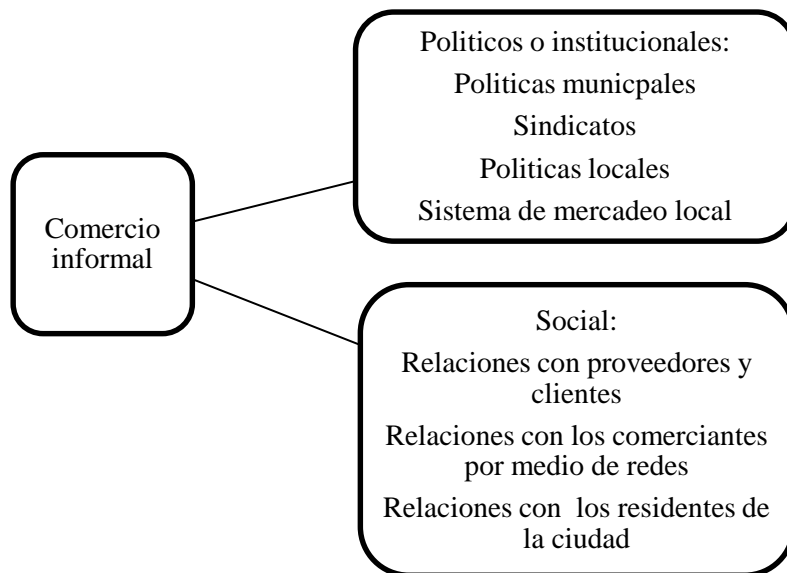 Comercio
informal
Politicos o institucionales:
Politicas municpales
Sindicatos
Politicas locales
Sistema de mercadeo local
Social:
Relaciones con proveedores y
clientes
Relaciones con los comerciantes
por medio de redes
Relaciones con los residentes de
la ciudad